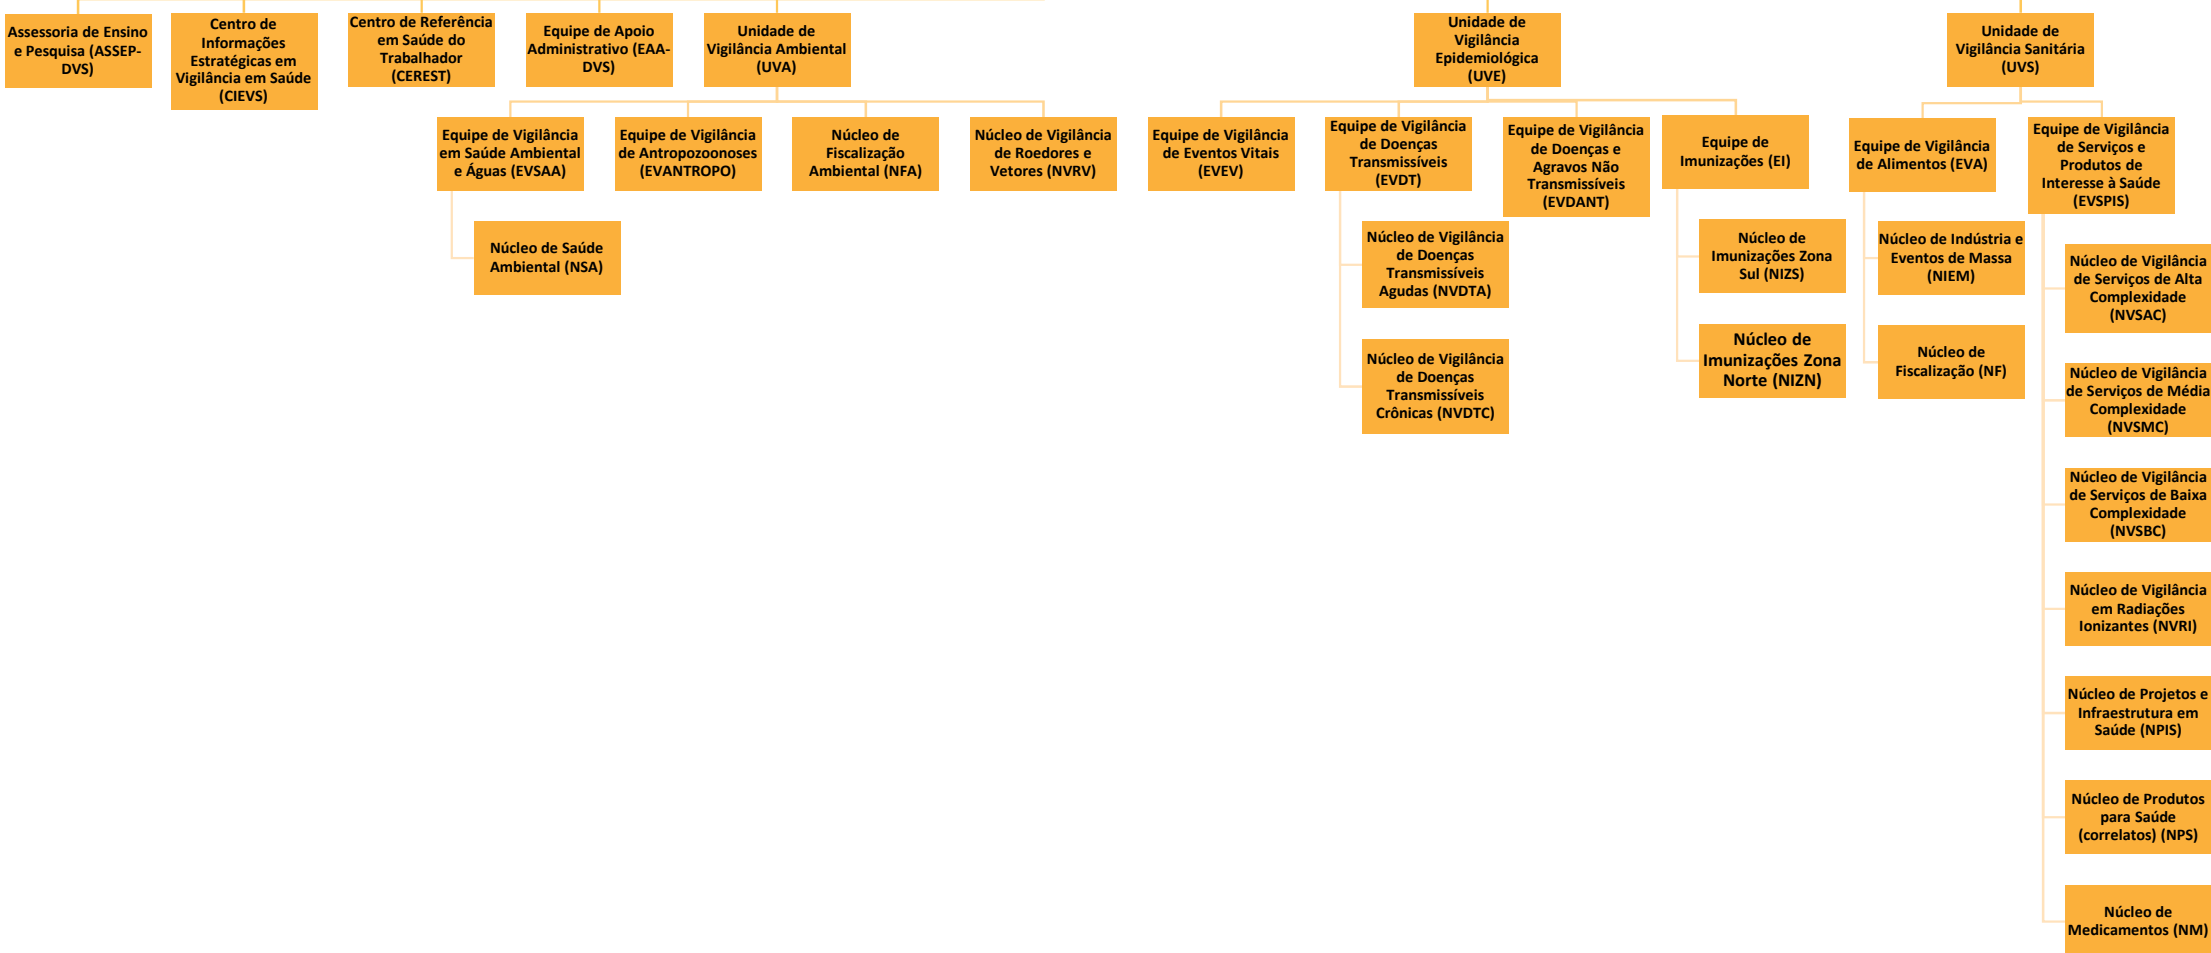 Assessoria de Ensino
e Pesquisa (ASSEP-
DVS)
Centro de
Informações
Estratégicas em
Vigilância em Saúde
(CIEVS)
Centro de Referência
em Saúde do
Trabalhador
(CEREST)
Equipe de Apoio
Administrativo (EAA-
DVS)
Unidade de
Vigilância Ambiental
(UVA)
Unidade de
Vigilância
Epidemiológica
(UVE)
Unidade de
Vigilância Sanitária
(UVS)
Equipe de Vigilância
em Saúde Ambiental
e Águas (EVSAA)
Equipe de Vigilância
de Antropozoonoses
(EVANTROPO)
Núcleo de
Fiscalização
Ambiental (NFA)
Núcleo de Vigilância
de Roedores e
Vetores (NVRV)
Equipe de Vigilância
de Eventos Vitais
(EVEV)
Equipe de Vigilância
de Doenças
Transmissíveis
(EVDT)
Equipe de Vigilância
de Doenças e
Agravos Não
Transmissíveis
(EVDANT)
Equipe de
Imunizações (EI)
Equipe de Vigilância
de Alimentos (EVA)
Equipe de Vigilância
de Serviços e
Produtos de
Interesse à Saúde
(EVSPIS)
Núcleo de Saúde
Ambiental (NSA)
Núcleo de Vigilância
de Doenças
Transmissíveis
Agudas (NVDTA)
Núcleo de Vigilância
de Doenças
Transmissíveis
Crônicas (NVDTC)
Núcleo de
Imunizações Zona
Sul (NIZS)
Núcleo de
Imunizações Zona
Norte (NIZN)
Núcleo de Indústria e
Eventos de Massa
(NIEM)
Núcleo de
Fiscalização (NF)
Núcleo de Vigilância
de Serviços de Alta
Complexidade
(NVSAC)
Núcleo de Vigilância
de Serviços de Média
Complexidade
(NVSMC)
Núcleo de Vigilância
de Serviços de Baixa
Complexidade
(NVSBC)
Núcleo de Vigilância
em Radiações
Ionizantes (NVRI)
Núcleo de Projetos e
Infraestrutura em
Saúde (NPIS)
Núcleo de Produtos
para Saúde
(correlatos) (NPS)
Núcleo de
Medicamentos (NM)